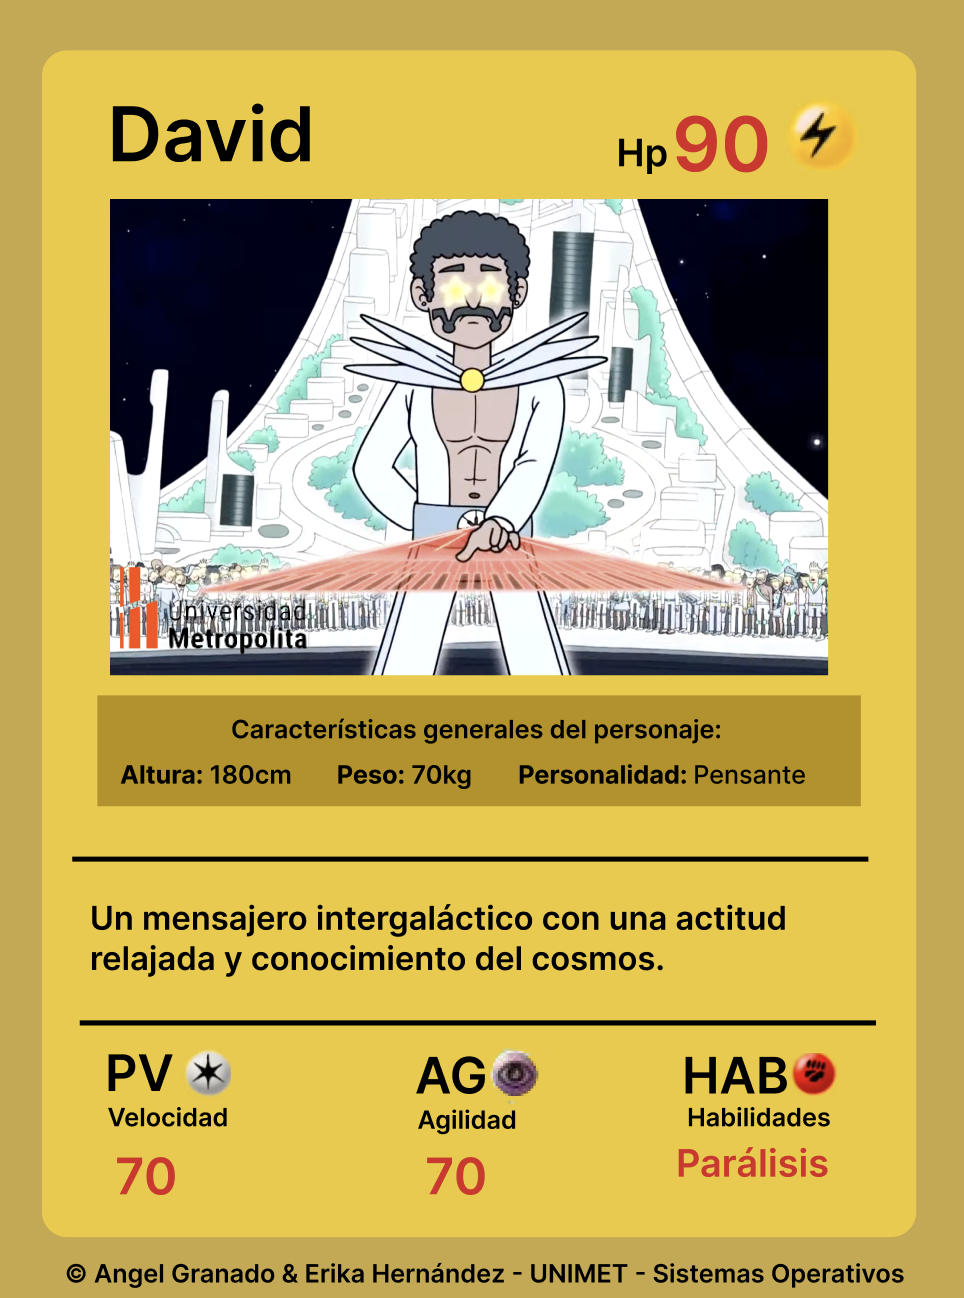 David
Hp 90
Universidad
Metropolita
Características generales del personaje:
Altura: 180cm Peso: 70kg Personalidad: Pensante
Un mensajero intergaláctico con una actitud
relajada y conocimiento del cosmos.
PV AG HAB
Velocidad Agilidad Habilidades
70 70 Parálisis
© Angel Granado & Erika Hernández - UNIMET - Sistemas Operativos